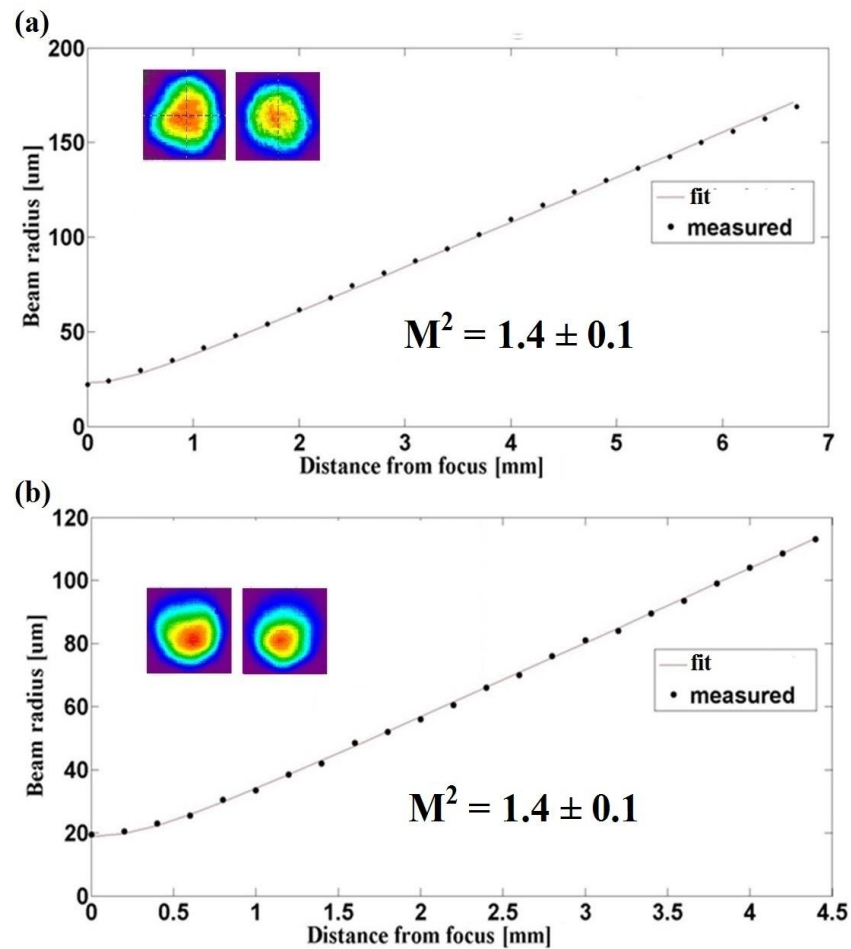 (a)
200
150
100
50
0
Beam radius [um]
fit
measured
M² = 1.4 ± 0.1
0 1 2 3 4 5 6 7
Distance from focus [mm]
(b)
120
100
80
60
40
20
0
Beam radius [um]
fit
measured
M² = 1.4 ± 0.1
0 0.5 1 1.5 2 2.5 3 3.5 4 4.5
Distance from focus [mm]